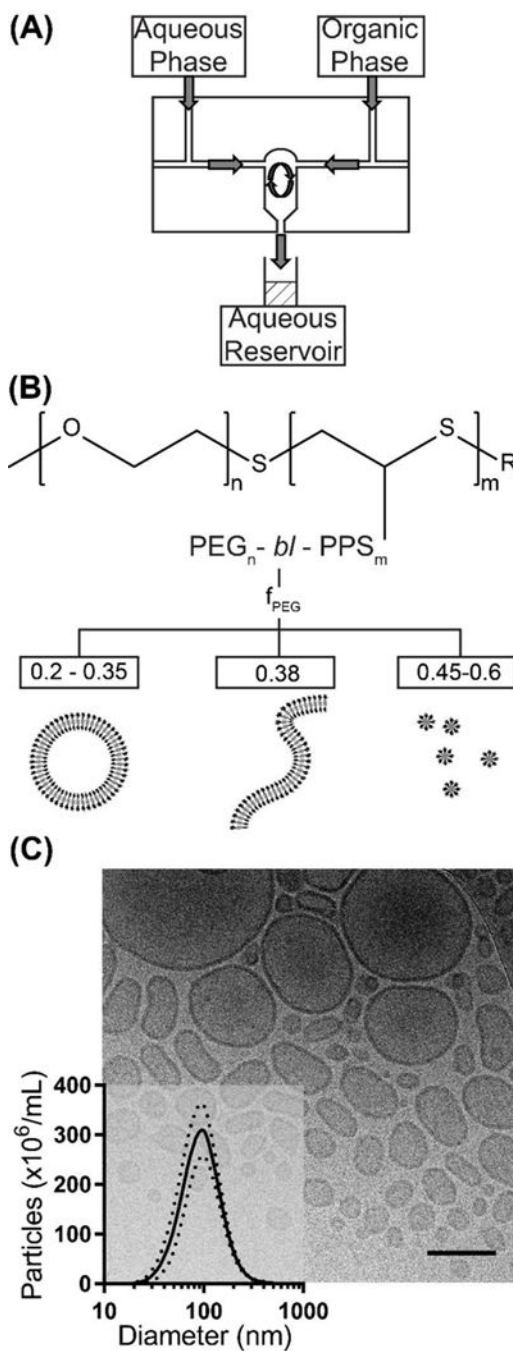 (A)
Aqueous
Phase
Organic
Phase
Aqueous
Reservoir
(B)
O
n
S
S
m
R
PEGn- bl - PPSm
fPEG
0.2 - 0.35
0.38
0.45-0.6
(C)
Particles (x10⁶/mL)
400
300
200
100
0
10
100
1000
Diameter (nm)